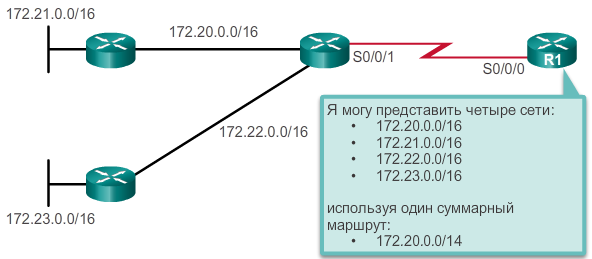 172.21.0.0/16
172.20.0.0/16
S0/0/1
S0/0/0
R1
172.22.0.0/16
172.23.0.0/16
Я могу представить четыре сети:
• 172.20.0.0/16
• 172.21.0.0/16
• 172.22.0.0/16
• 172.23.0.0/16
используя один суммарный
маршрут:
• 172.20.0.0/14